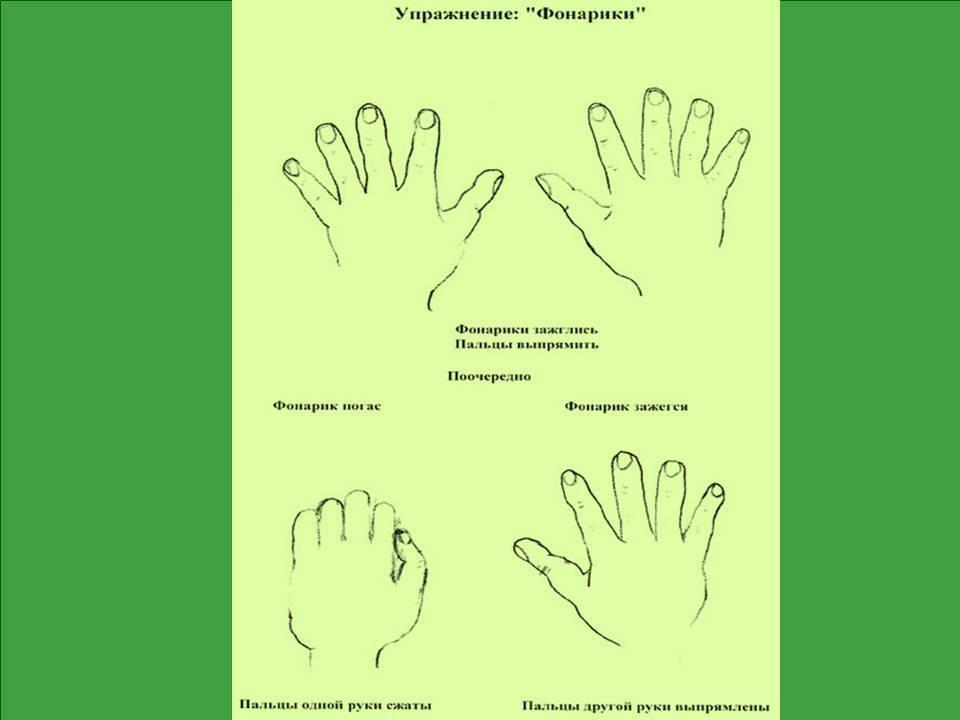 Упражнение: "Фонарики"
Фонарики зажглись
Пальцы выпрямить
Поочередно
Фонарик погас
Фонарик зажегся
Пальцы одной руки сжаты
Пальцы другой руки выпрямлены